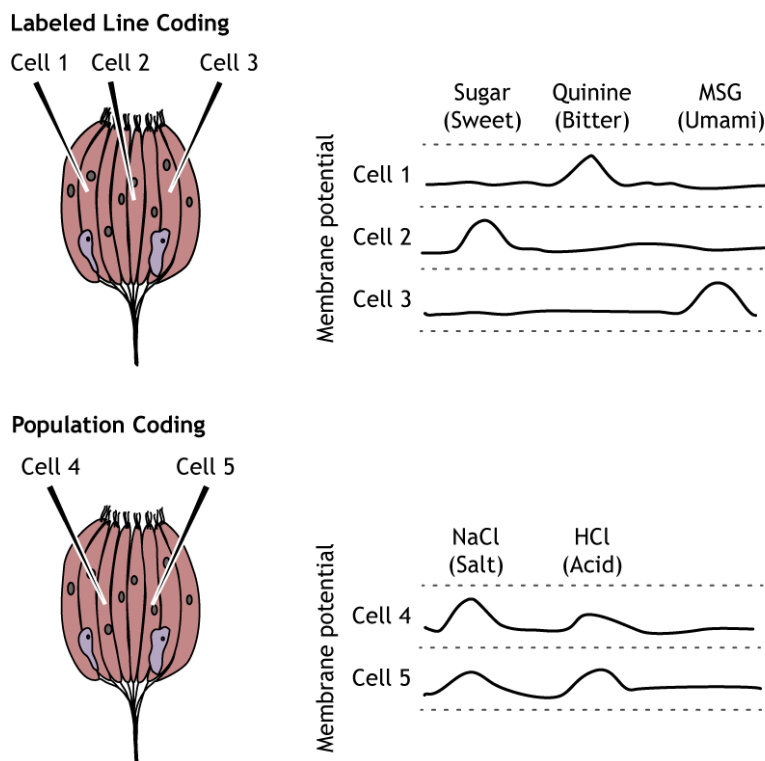 Labeled Line Coding
Cell 1 Cell 2 Cell 3
Sugar
(Sweet)
Quinine
(Bitter)
MSG
(Umami)
Membrane potential
Cell 1
Cell 2
Cell 3
Population Coding
Cell 4 Cell 5
NaCl
(Salt)
HCl
(Acid)
Membrane potential
Cell 4
Cell 5